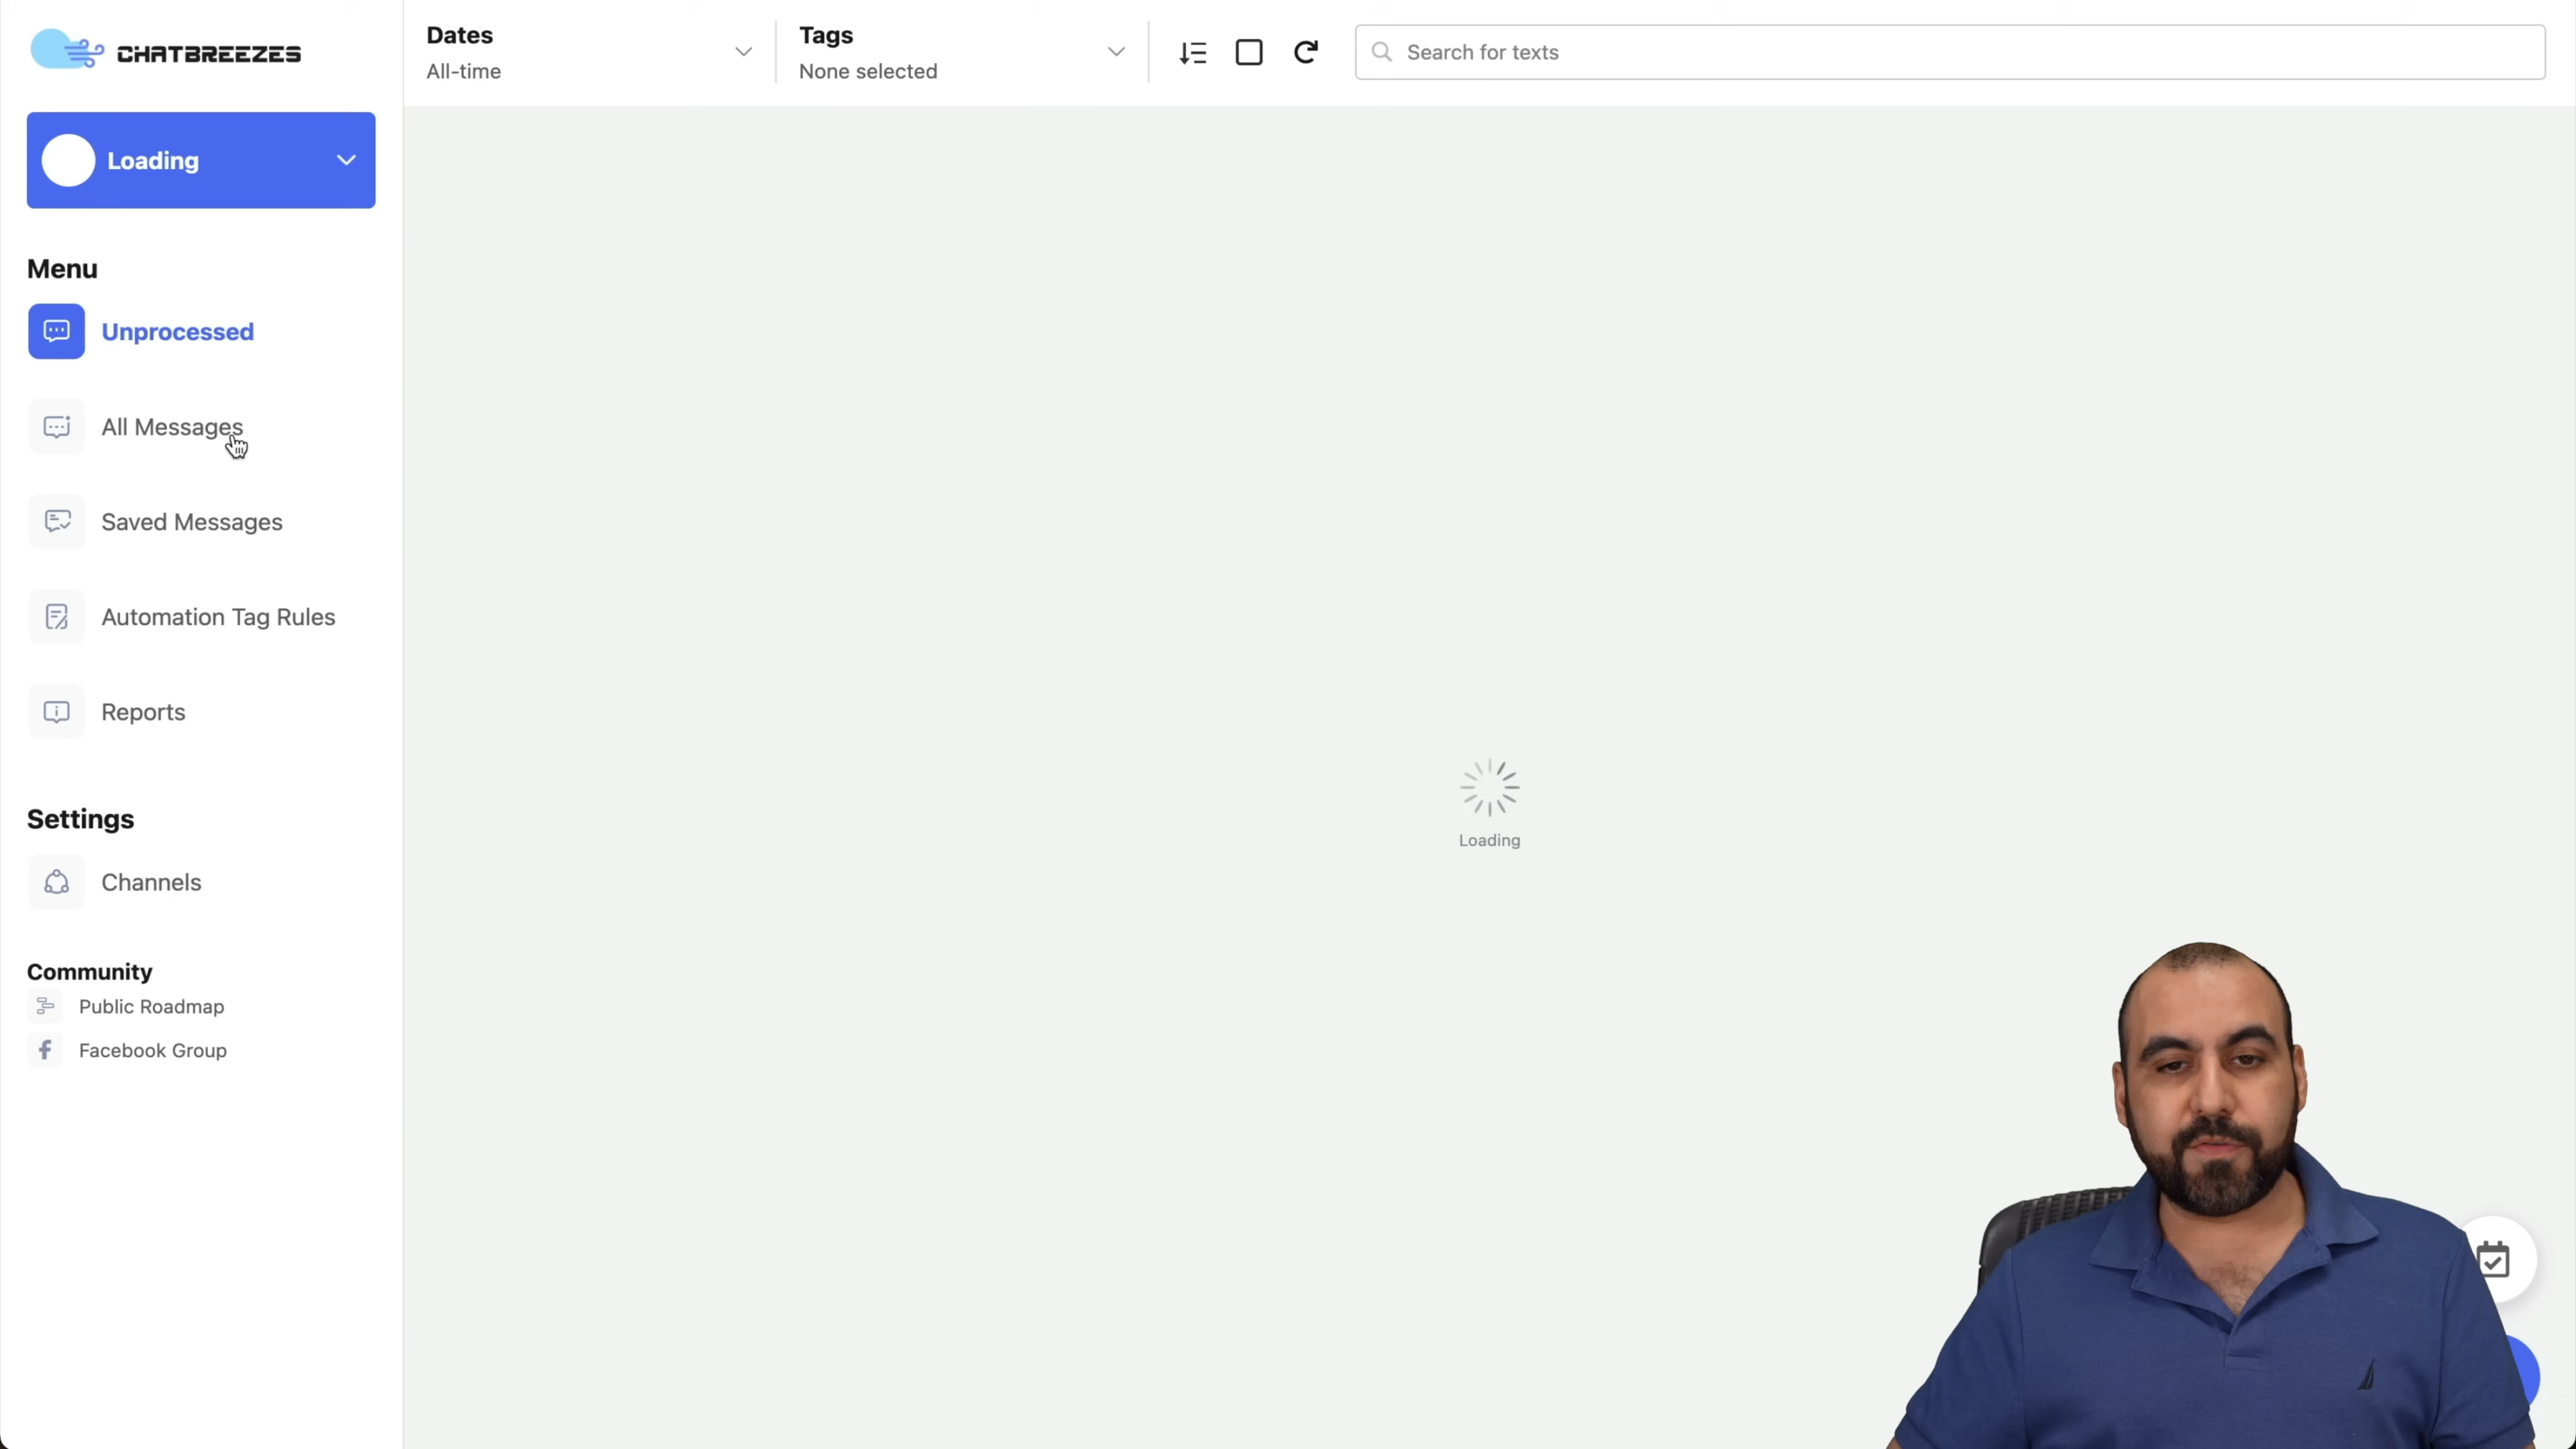 CHATBREEZES
Dates
All-time
Tags
None selected
Search for texts
Loading
Menu
Unprocessed
All Messages
Saved Messages
Automation Tag Rules
Reports
Loading
Settings
Channels
Community
Public Roadmap
Facebook Group